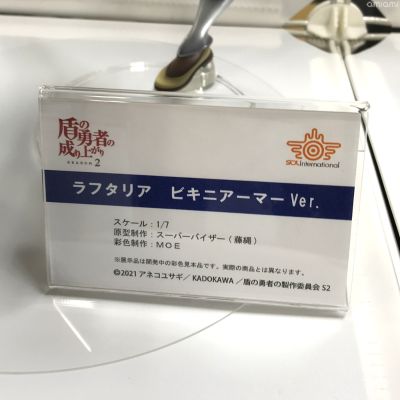 amiami
盾の勇者の
成り上がり
season 2
SOL International
ラフタリア ビキニアーマー Ver.
スケール：1/7
原型制作：スーパーバイザー（藤縄）
彩色制作：MOE
※展示品は開発中の彩色見本品です。実際の商品とは異なります。
©2021 アネコユサギ／KADOKAWA／盾の勇者の製作委員会 S2